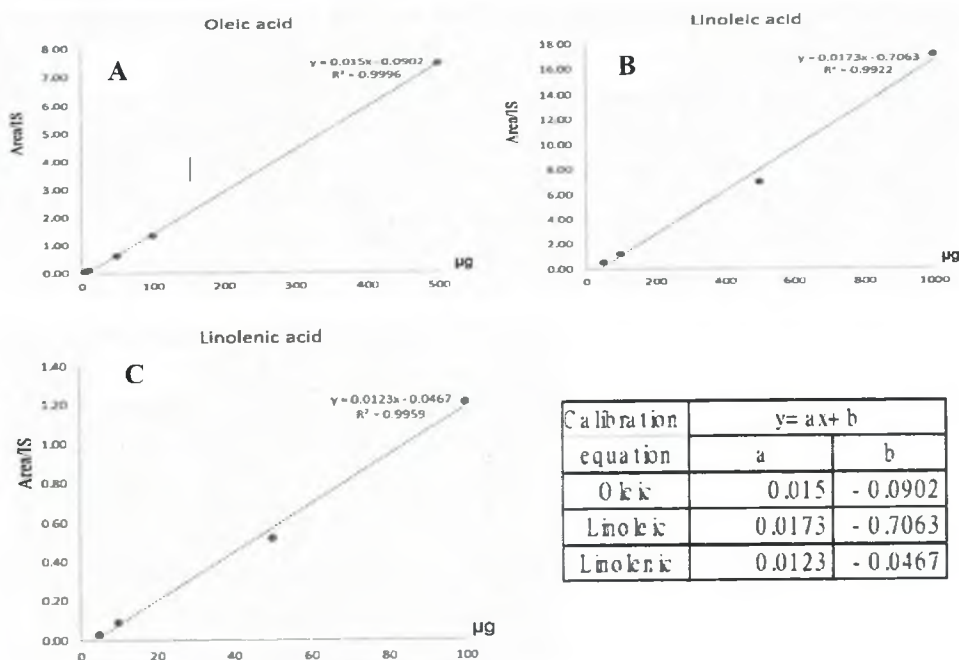 Oleic acid
A
y = 0.015x - 0.0902
R² = 0.9996
8.00
7.00
6.00
5.00
4.00
3.00
2.00
1.00
0.00
Area/IS
0
100
200
300
400
500
µg
Linoleic acid
B
y = 0.0173x - 0.7063
R² = 0.9922
18.00
16.00
14.00
12.00
10.00
8.00
6.00
4.00
2.00
0.00
Area/IS
0
200
400
600
800
1000
µg
Linolenic acid
C
y = 0.0123x - 0.0467
R² = 0.9959
1.40
1.20
1.00
0.80
0.60
0.40
0.20
0.00
Area/IS
0
20
40
60
80
100
µg
Calibration y= ax+ b
equation a b
Oleic 0.015 - 0.0902
Linoleic 0.0173 - 0.7063
Linolenic 0.0123 - 0.0467